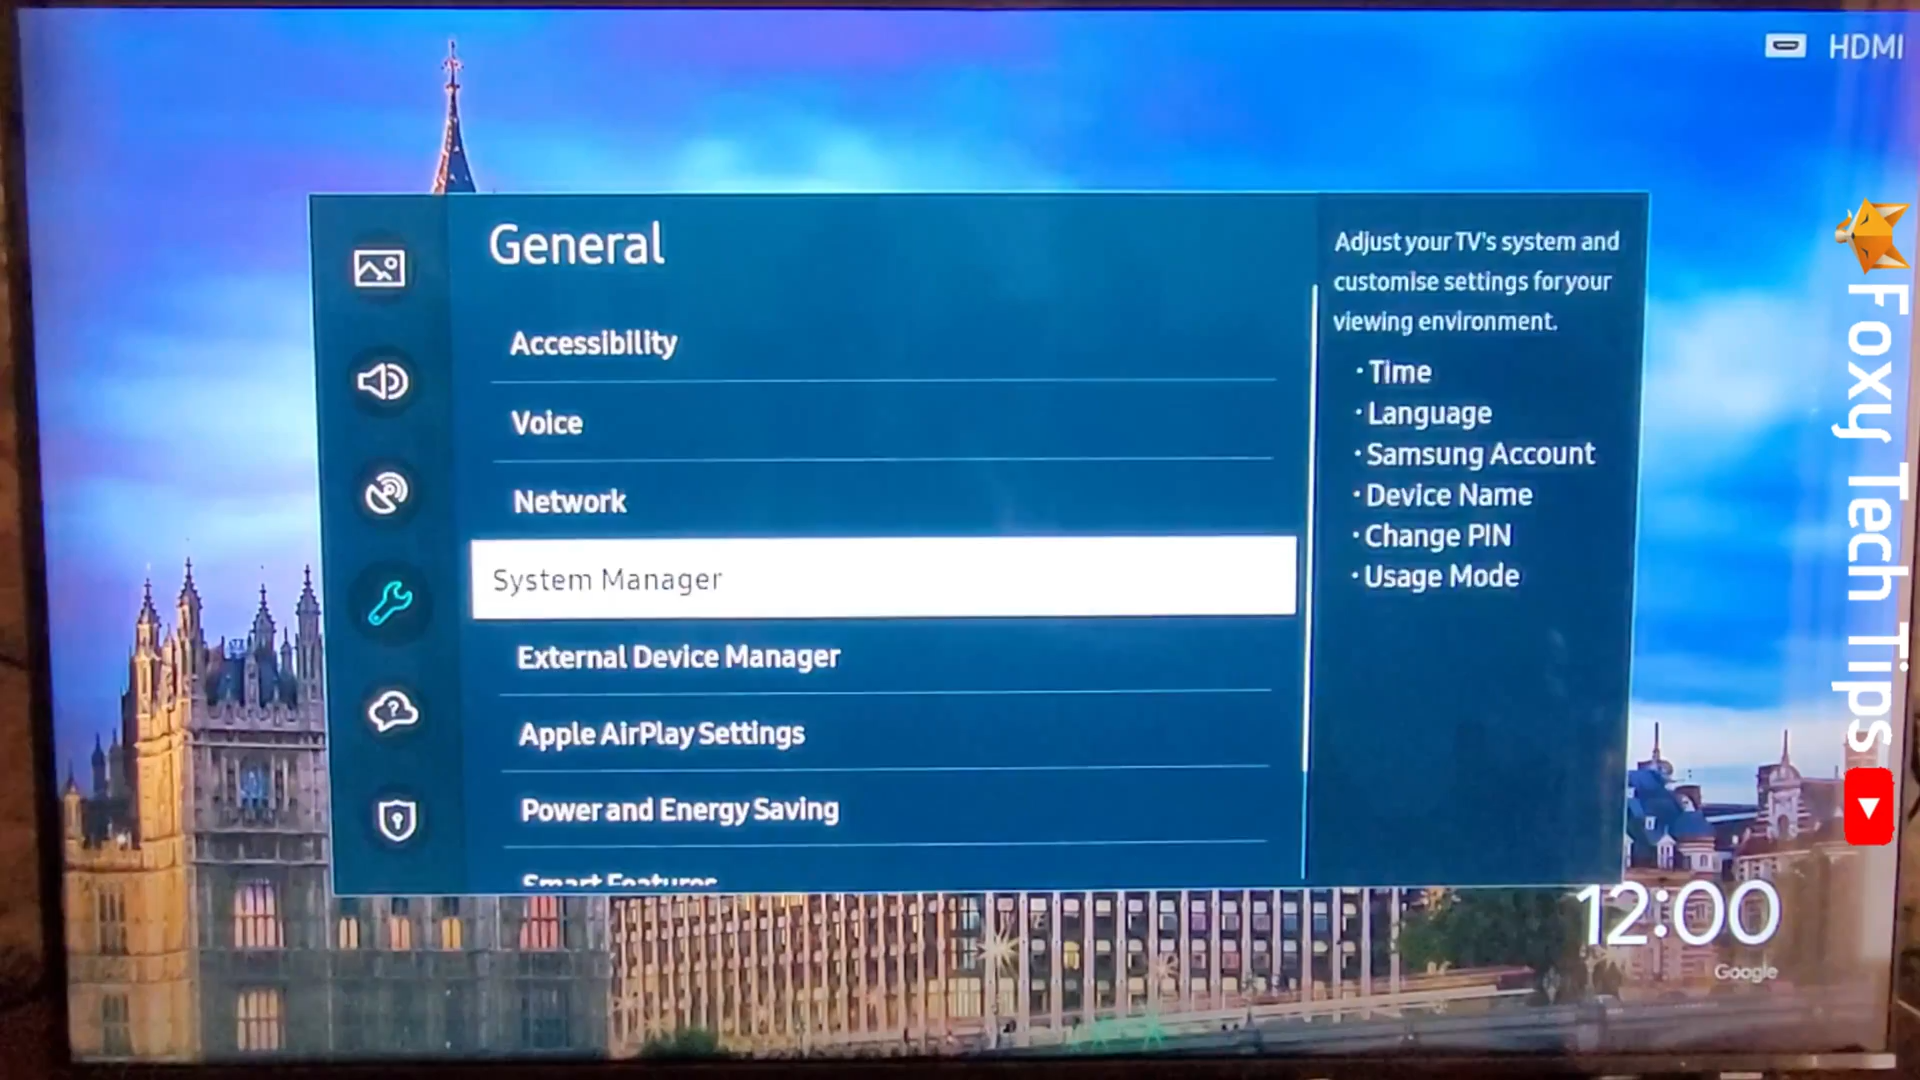 HDMI
General
Accessibility
Voice
Network
System Manager
External Device Manager
Apple AirPlay Settings
Power and Energy Saving
Smart Features
Adjust your TV's system and
customise settings for your
viewing environment.
· Time
· Language
· Samsung Account
· Device Name
· Change PIN
· Usage Mode
12:00
Google
Foxy Tech Tips